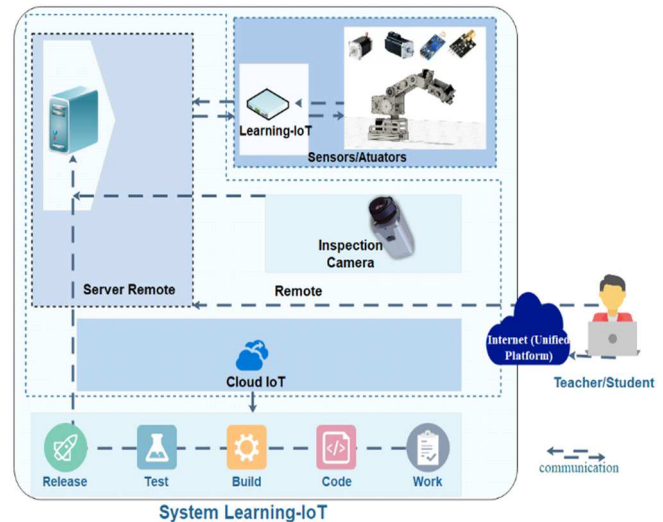 Learning-IoT
Sensors/Atuators
Inspection
Camera
Server Remote
Remote
Internet (Unified
Platform)
Teacher/Student
Cloud IoT
Release
Test
Build
Code
Work
communication
System Learning-IoT